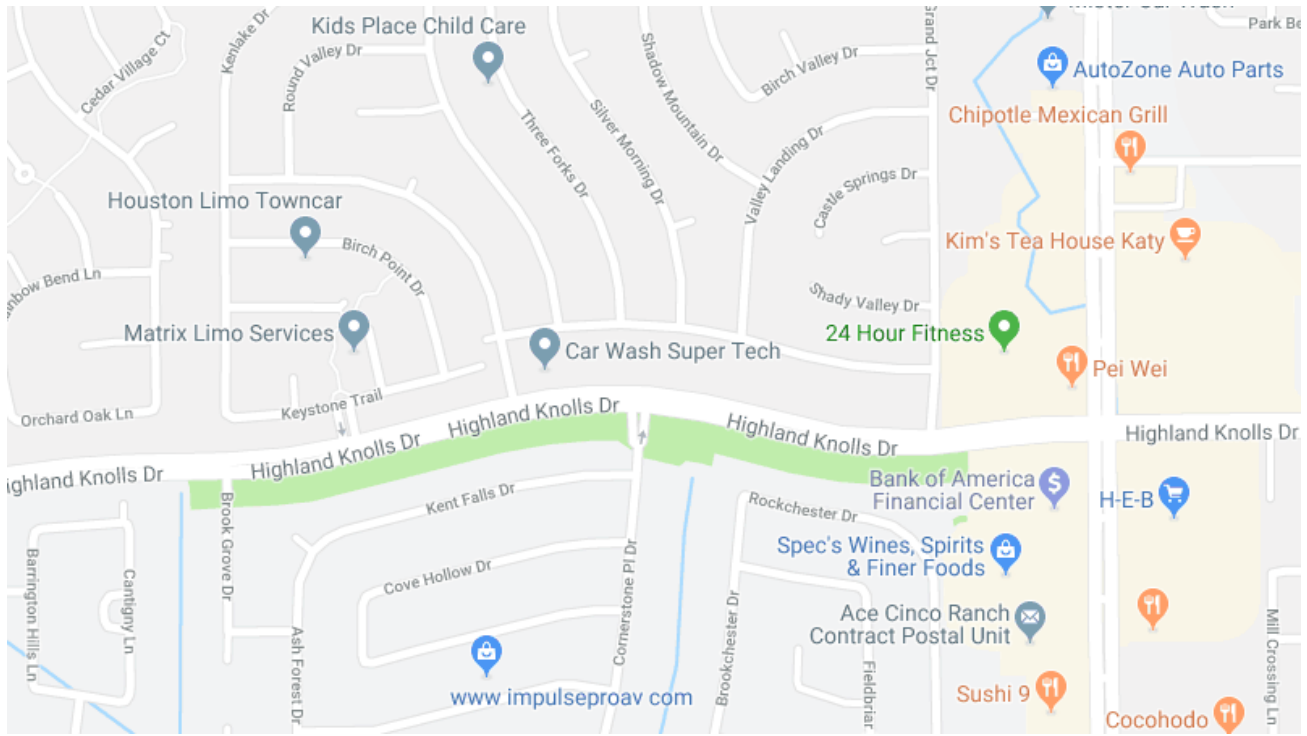 Mister Car Wash
Park Be
Kids Place Child Care
Cedar Village Ct
Kenlake Dr
Round Valley Dr
Shadow Mountain Dr
Birch Valley Dr
Grand Jct Dr
AutoZone Auto Parts
Chipotle Mexican Grill
Three Forks Dr
Silver Morning Dr
Valley Landing Dr
Castle Springs Dr
Houston Limo Towncar
Birch Point Dr
Kim's Tea House Katy
nbow Bend Ln
Shady Valley Dr
Matrix Limo Services
24 Hour Fitness
Car Wash Super Tech
Pei Wei
Orchard Oak Ln
Keystone Trail
Highland Knolls Dr
Highland Knolls Dr
Highland Knolls Dr
Highland Knolls Dr
ighland Knolls Dr
Bank of America
Financial Center
H-E-B
Brook Grove Dr
Kent Falls Dr
Rockchester Dr
Spec's Wines, Spirits
& Finer Foods
Barrington Hills Ln
Cantigny Ln
Cove Hollow Dr
Cornerstone Pl Dr
Brookchester Dr
Ace Cinco Ranch
Contract Postal Unit
Ash Forest Dr
Fieldbriar
Mill Crossing Ln
www impulseproav com
Sushi 9
Cocohodo